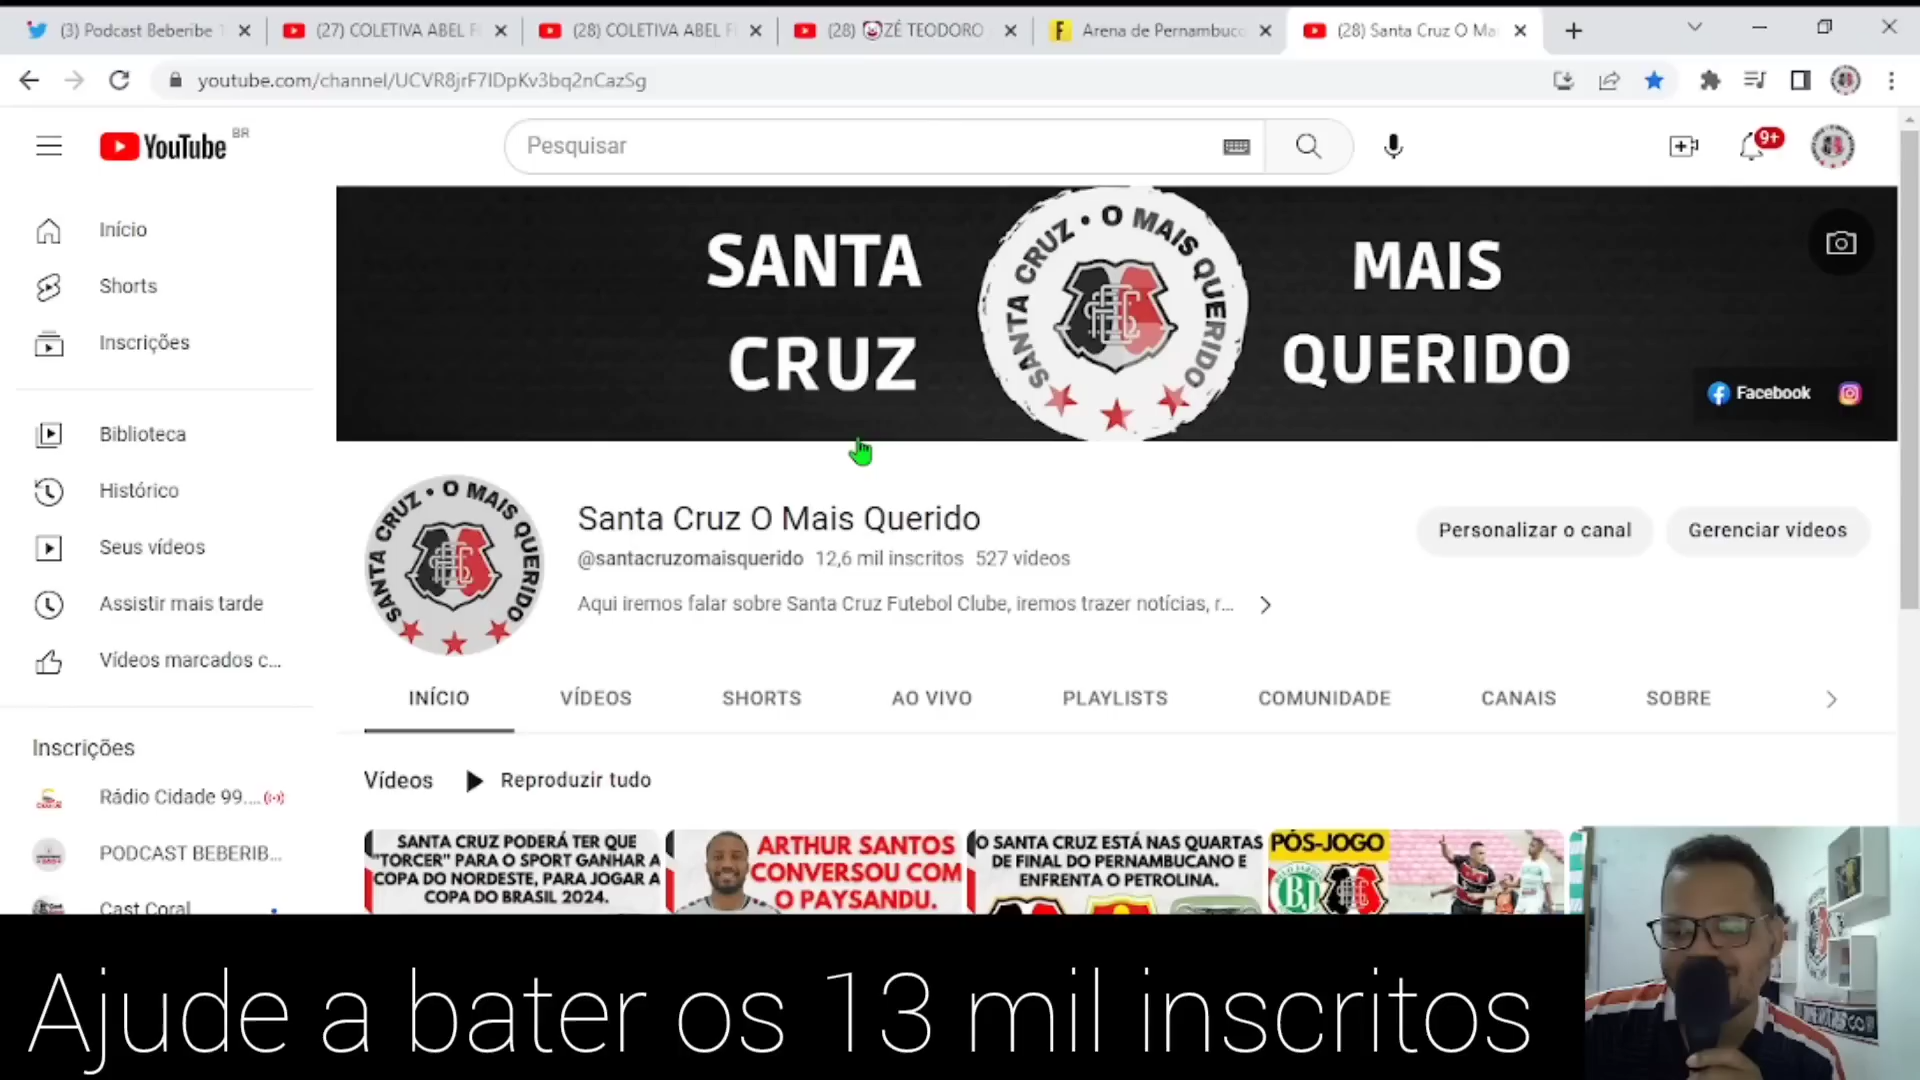 (3) Podcast Beberibe
(27) COLETIVA ABEL F
(28) COLETIVA ABEL F
(28) ZÉ TEODORO
Arena de Pernambuco
(28) Santa Cruz O Ma
youtube.com/channel/UCVR8jrF7IDpKv3bq2nCazSg
YouTube BR
Pesquisar
9+
Início
Shorts
Inscrições
Biblioteca
Histórico
Seus vídeos
Assistir mais tarde
Vídeos marcados c...
Inscrições
Rádio Cidade 99....
PODCAST BEBERIB...
Cast Coral
SANTA
CRUZ
SANTA CRUZ • O MAIS QUERIDO
MAIS
QUERIDO
Facebook
SANTA CRUZ • O MAIS QUERIDO
Santa Cruz O Mais Querido
@santacruzomaisquerido 12,6 mil inscritos 527 vídeos
Aqui iremos falar sobre Santa Cruz Futebol Clube, iremos trazer notícias, r...
Personalizar o canal
Gerenciar vídeos
INÍCIO
VÍDEOS
SHORTS
AO VIVO
PLAYLISTS
COMUNIDADE
CANAIS
SOBRE
Vídeos
Reproduzir tudo
SANTA CRUZ PODERÁ TER QUE
"TORCER" PARA O SPORT GANHAR A
COPA DO NORDESTE, PARA JOGAR A
COPA DO BRASIL 2024.
ARTHUR SANTOS
CONVERSOU COM
O PAYSANDU.
O SANTA CRUZ ESTÁ NAS QUARTAS
DE FINAL DO PERNAMBUCANO E
ENFRENTA O PETROLINA.
PÓS-JOGO
Ajude a bater os 13 mil inscritos